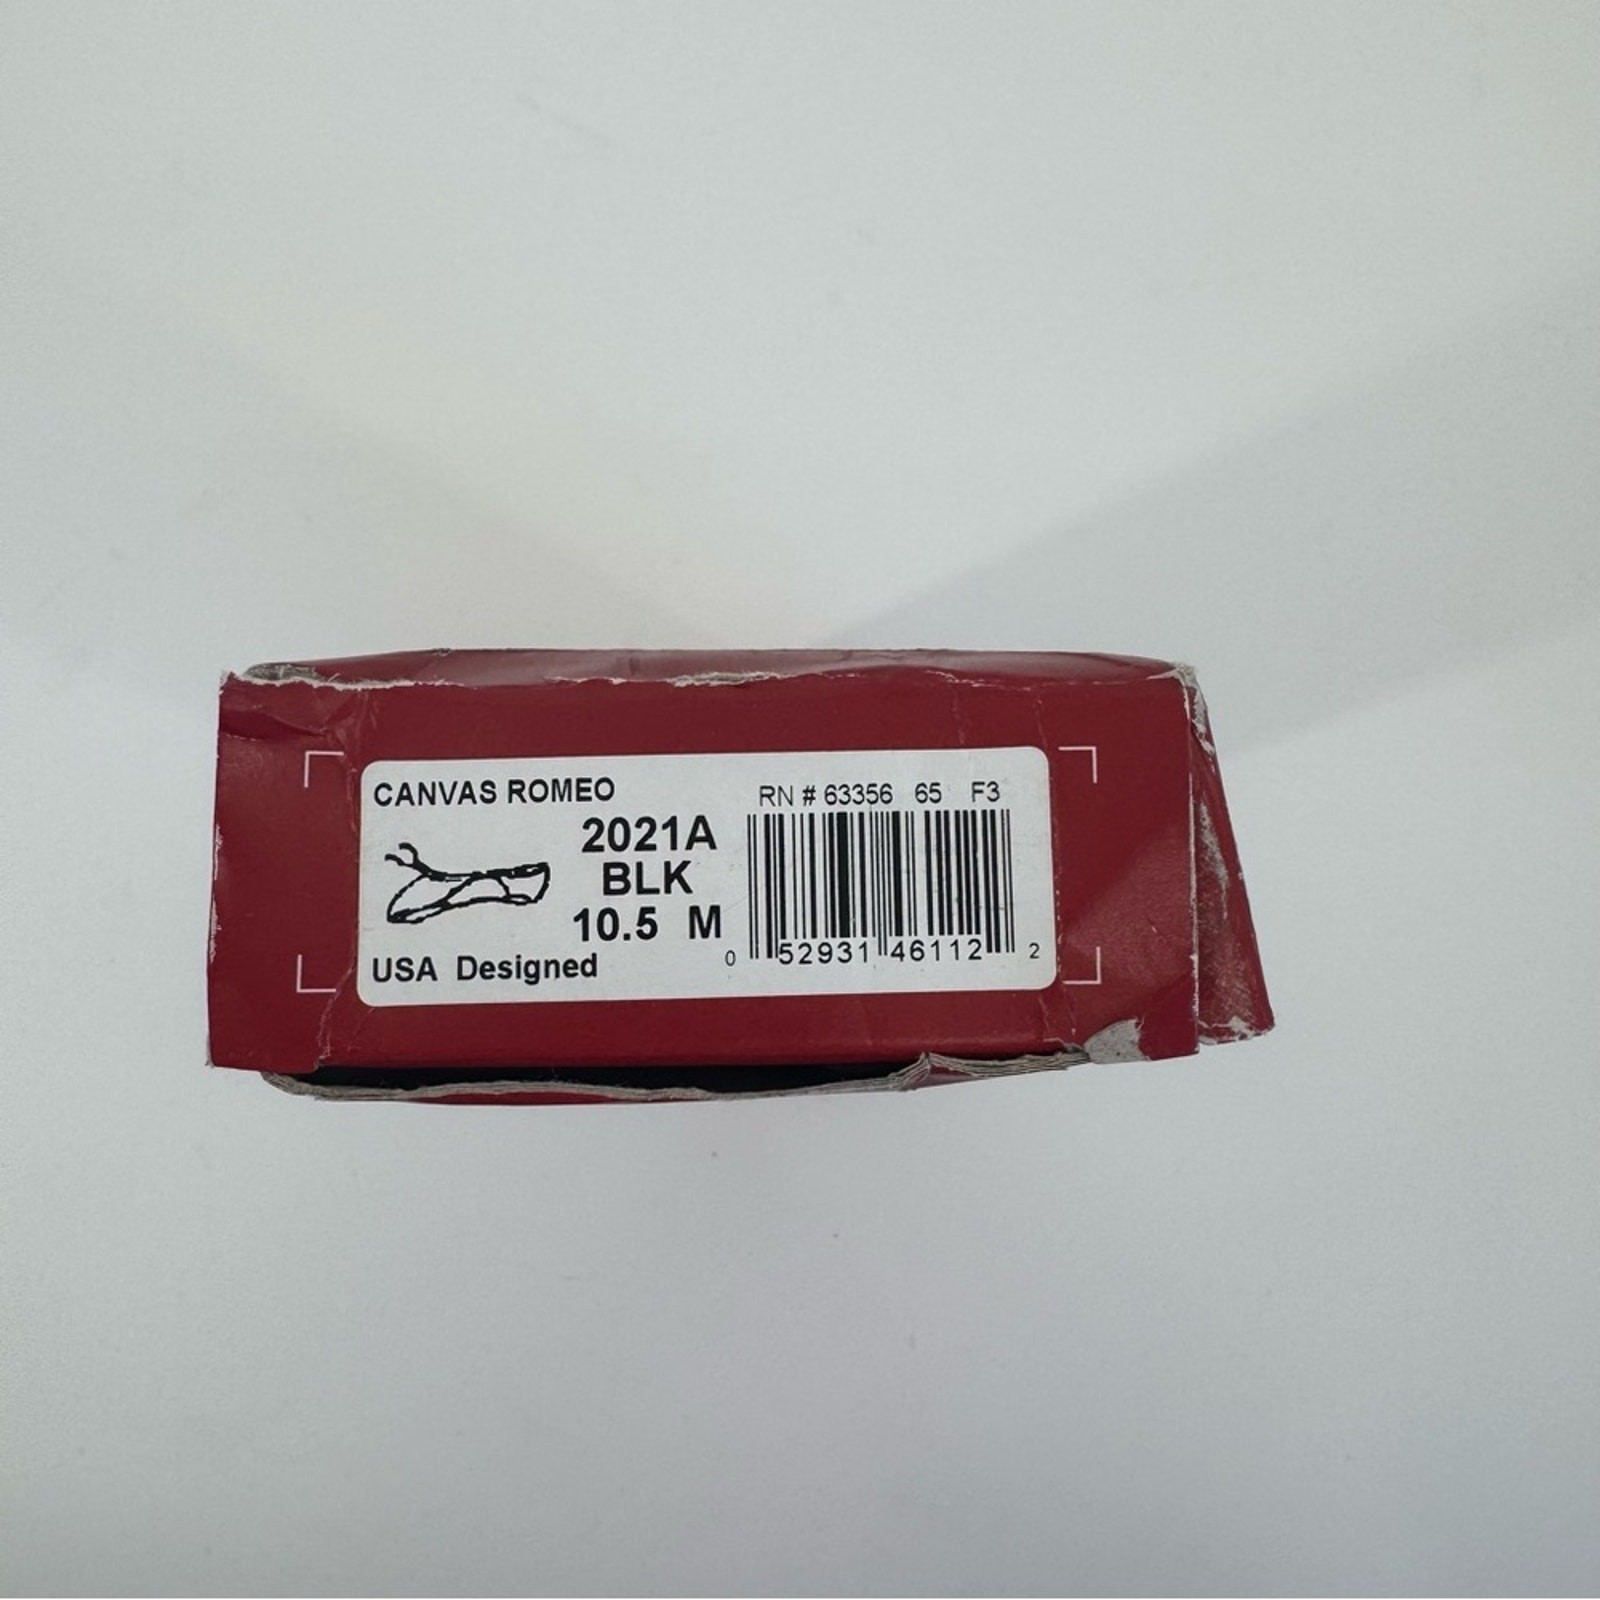 CANVAS ROMEO
RN # 63356 65 F3
2021A
BLK
10.5 M
USA Designed
0 52931 46112 2